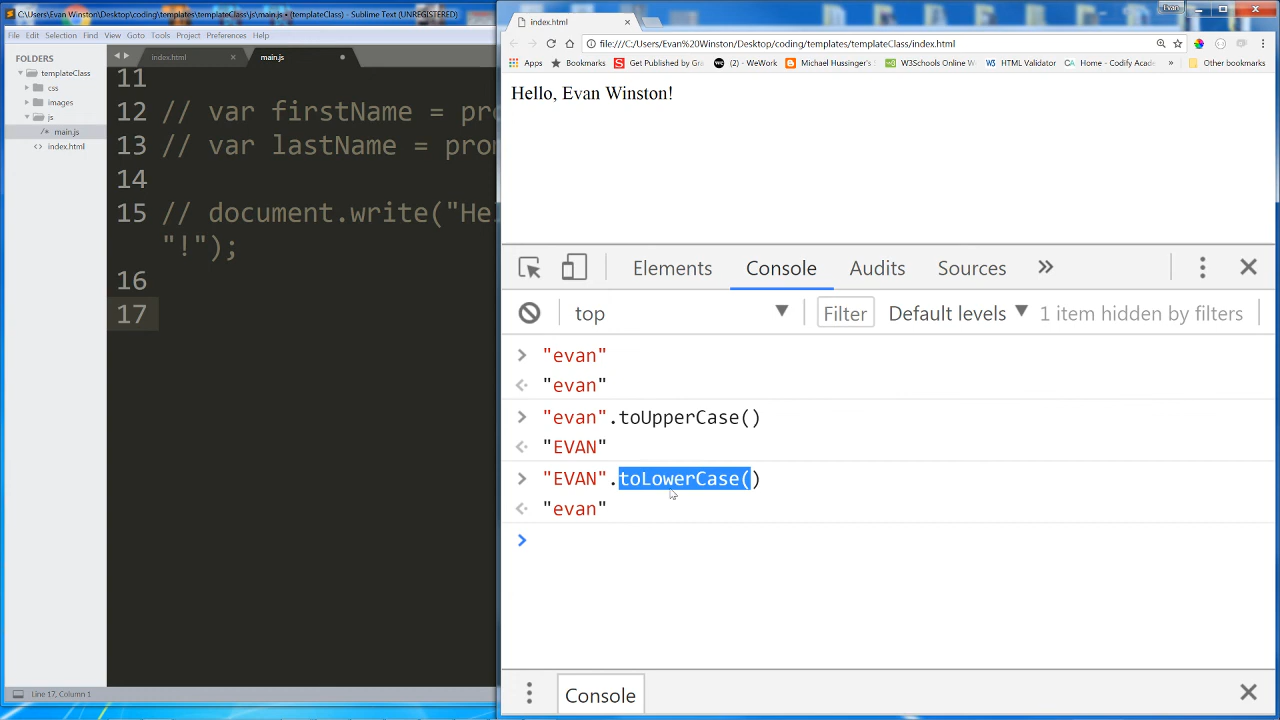 C:\Users\Evan Winston\Desktop\coding\templates\templateClass\js\main.js • (templateClass) - Sublime Text (UNREGISTERED)
File Edit Selection Find View Goto Tools Project Preferences Help
FOLDERS
templateClass
css
images
js
main.js
index.html
index.html
main.js
11
12 // var firstName = pro
13 // var lastName = prom
14
15 // document.write("Hel
"!");
16
17
Line 17, Column 1
Evan
index.html
file:///C:/Users/Evan%20Winston/Desktop/coding/templates/templateClass/index.html
Apps Bookmarks Get Published by Gra (2) - WeWork Michael Hussinger's W3Schools Online W HTML Validator Home - Codify Acade » Other bookmarks
Hello, Evan Winston!
Elements Console Audits Sources »
top Filter Default levels 1 item hidden by filters
> "evan"
"evan"
> "evan".toUpperCase()
"EVAN"
> "EVAN".toLowerCase()
"evan"
>
Console